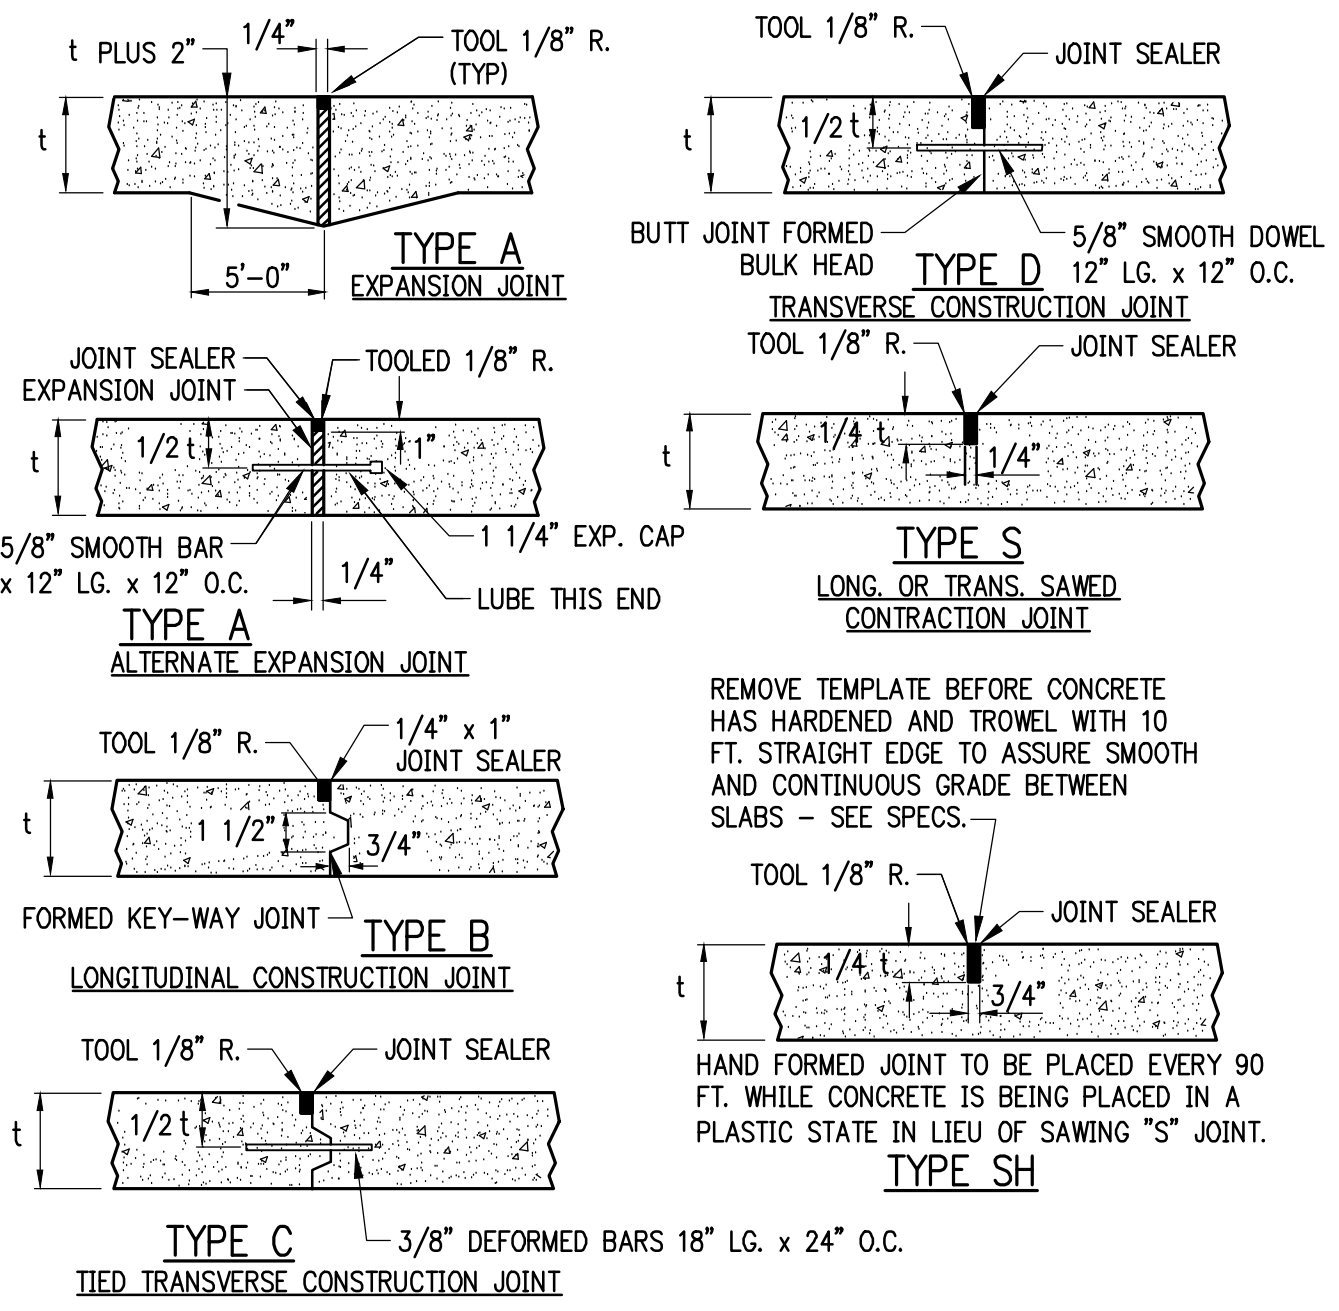 t PLUS 2"
1/4"
TOOL 1/8" R.
(TYP)
t
5'-0"
TYPE A
EXPANSION JOINT
JOINT SEALER
EXPANSION JOINT
TOOLED 1/8" R.
t
1/2 t
1"
5/8" SMOOTH BAR
x 12" LG. x 12" O.C.
1/4"
1 1/4" EXP. CAP
LUBE THIS END
TYPE A
ALTERNATE EXPANSION JOINT
TOOL 1/8" R.
1/4" x 1"
JOINT SEALER
t
1 1/2"
3/4"
FORMED KEY-WAY JOINT
TYPE B
LONGITUDINAL CONSTRUCTION JOINT
TOOL 1/8" R.
JOINT SEALER
t
1/2 t
3/8" DEFORMED BARS 18" LG. x 24" O.C.
TYPE C
TIED TRANSVERSE CONSTRUCTION JOINT
TOOL 1/8" R.
JOINT SEALER
t
1/2 t
BUTT JOINT FORMED
BULK HEAD
5/8" SMOOTH DOWEL
12" LG. x 12" O.C.
TYPE D
TRANSVERSE CONSTRUCTION JOINT
TOOL 1/8" R.
JOINT SEALER
t
1/4 t
1/4"
TYPE S
LONG. OR TRANS. SAWED
CONTRACTION JOINT
REMOVE TEMPLATE BEFORE CONCRETE
HAS HARDENED AND TROWEL WITH 10
FT. STRAIGHT EDGE TO ASSURE SMOOTH
AND CONTINUOUS GRADE BETWEEN
SLABS - SEE SPECS.
TOOL 1/8" R.
JOINT SEALER
t
1/4 t
3/4"
HAND FORMED JOINT TO BE PLACED EVERY 90
FT. WHILE CONCRETE IS BEING PLACED IN A
PLASTIC STATE IN LIEU OF SAWING "S" JOINT.
TYPE SH